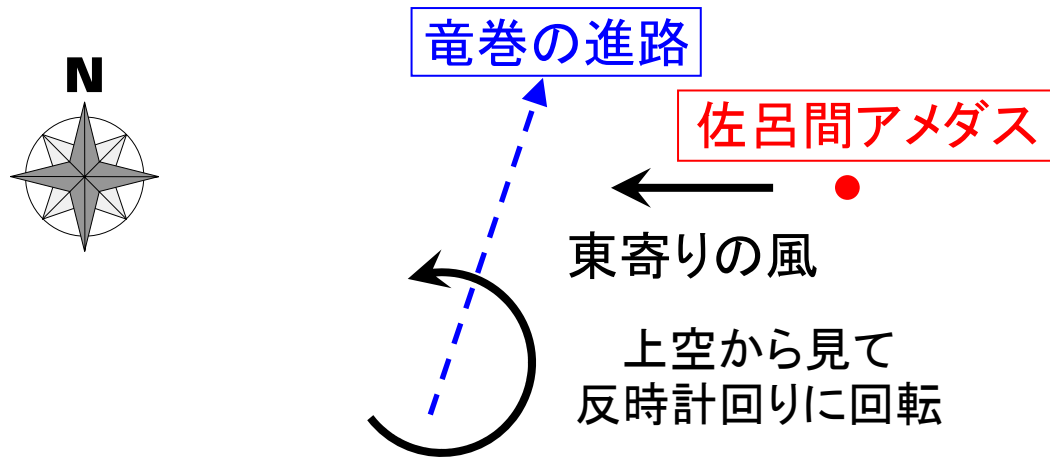 竜巻の進路
N
佐呂間アメダス
東寄りの風
上空から見て
反時計回りに回転